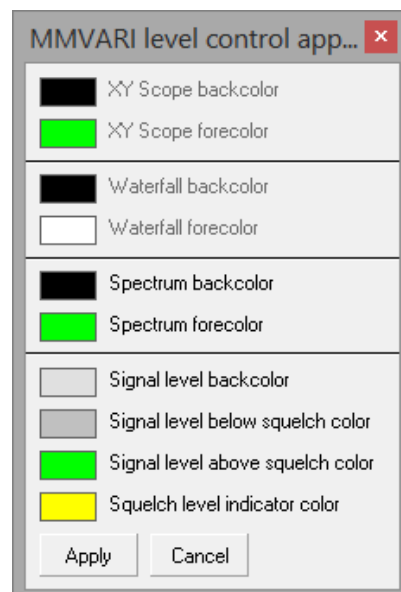 MMVARI level control app...
XY Scope backcolor
XY Scope forecolor
Waterfall backcolor
Waterfall forecolor
Spectrum backcolor
Spectrum forecolor
Signal level backcolor
Signal level below squelch color
Signal level above squelch color
Squelch level indicator color
Apply Cancel